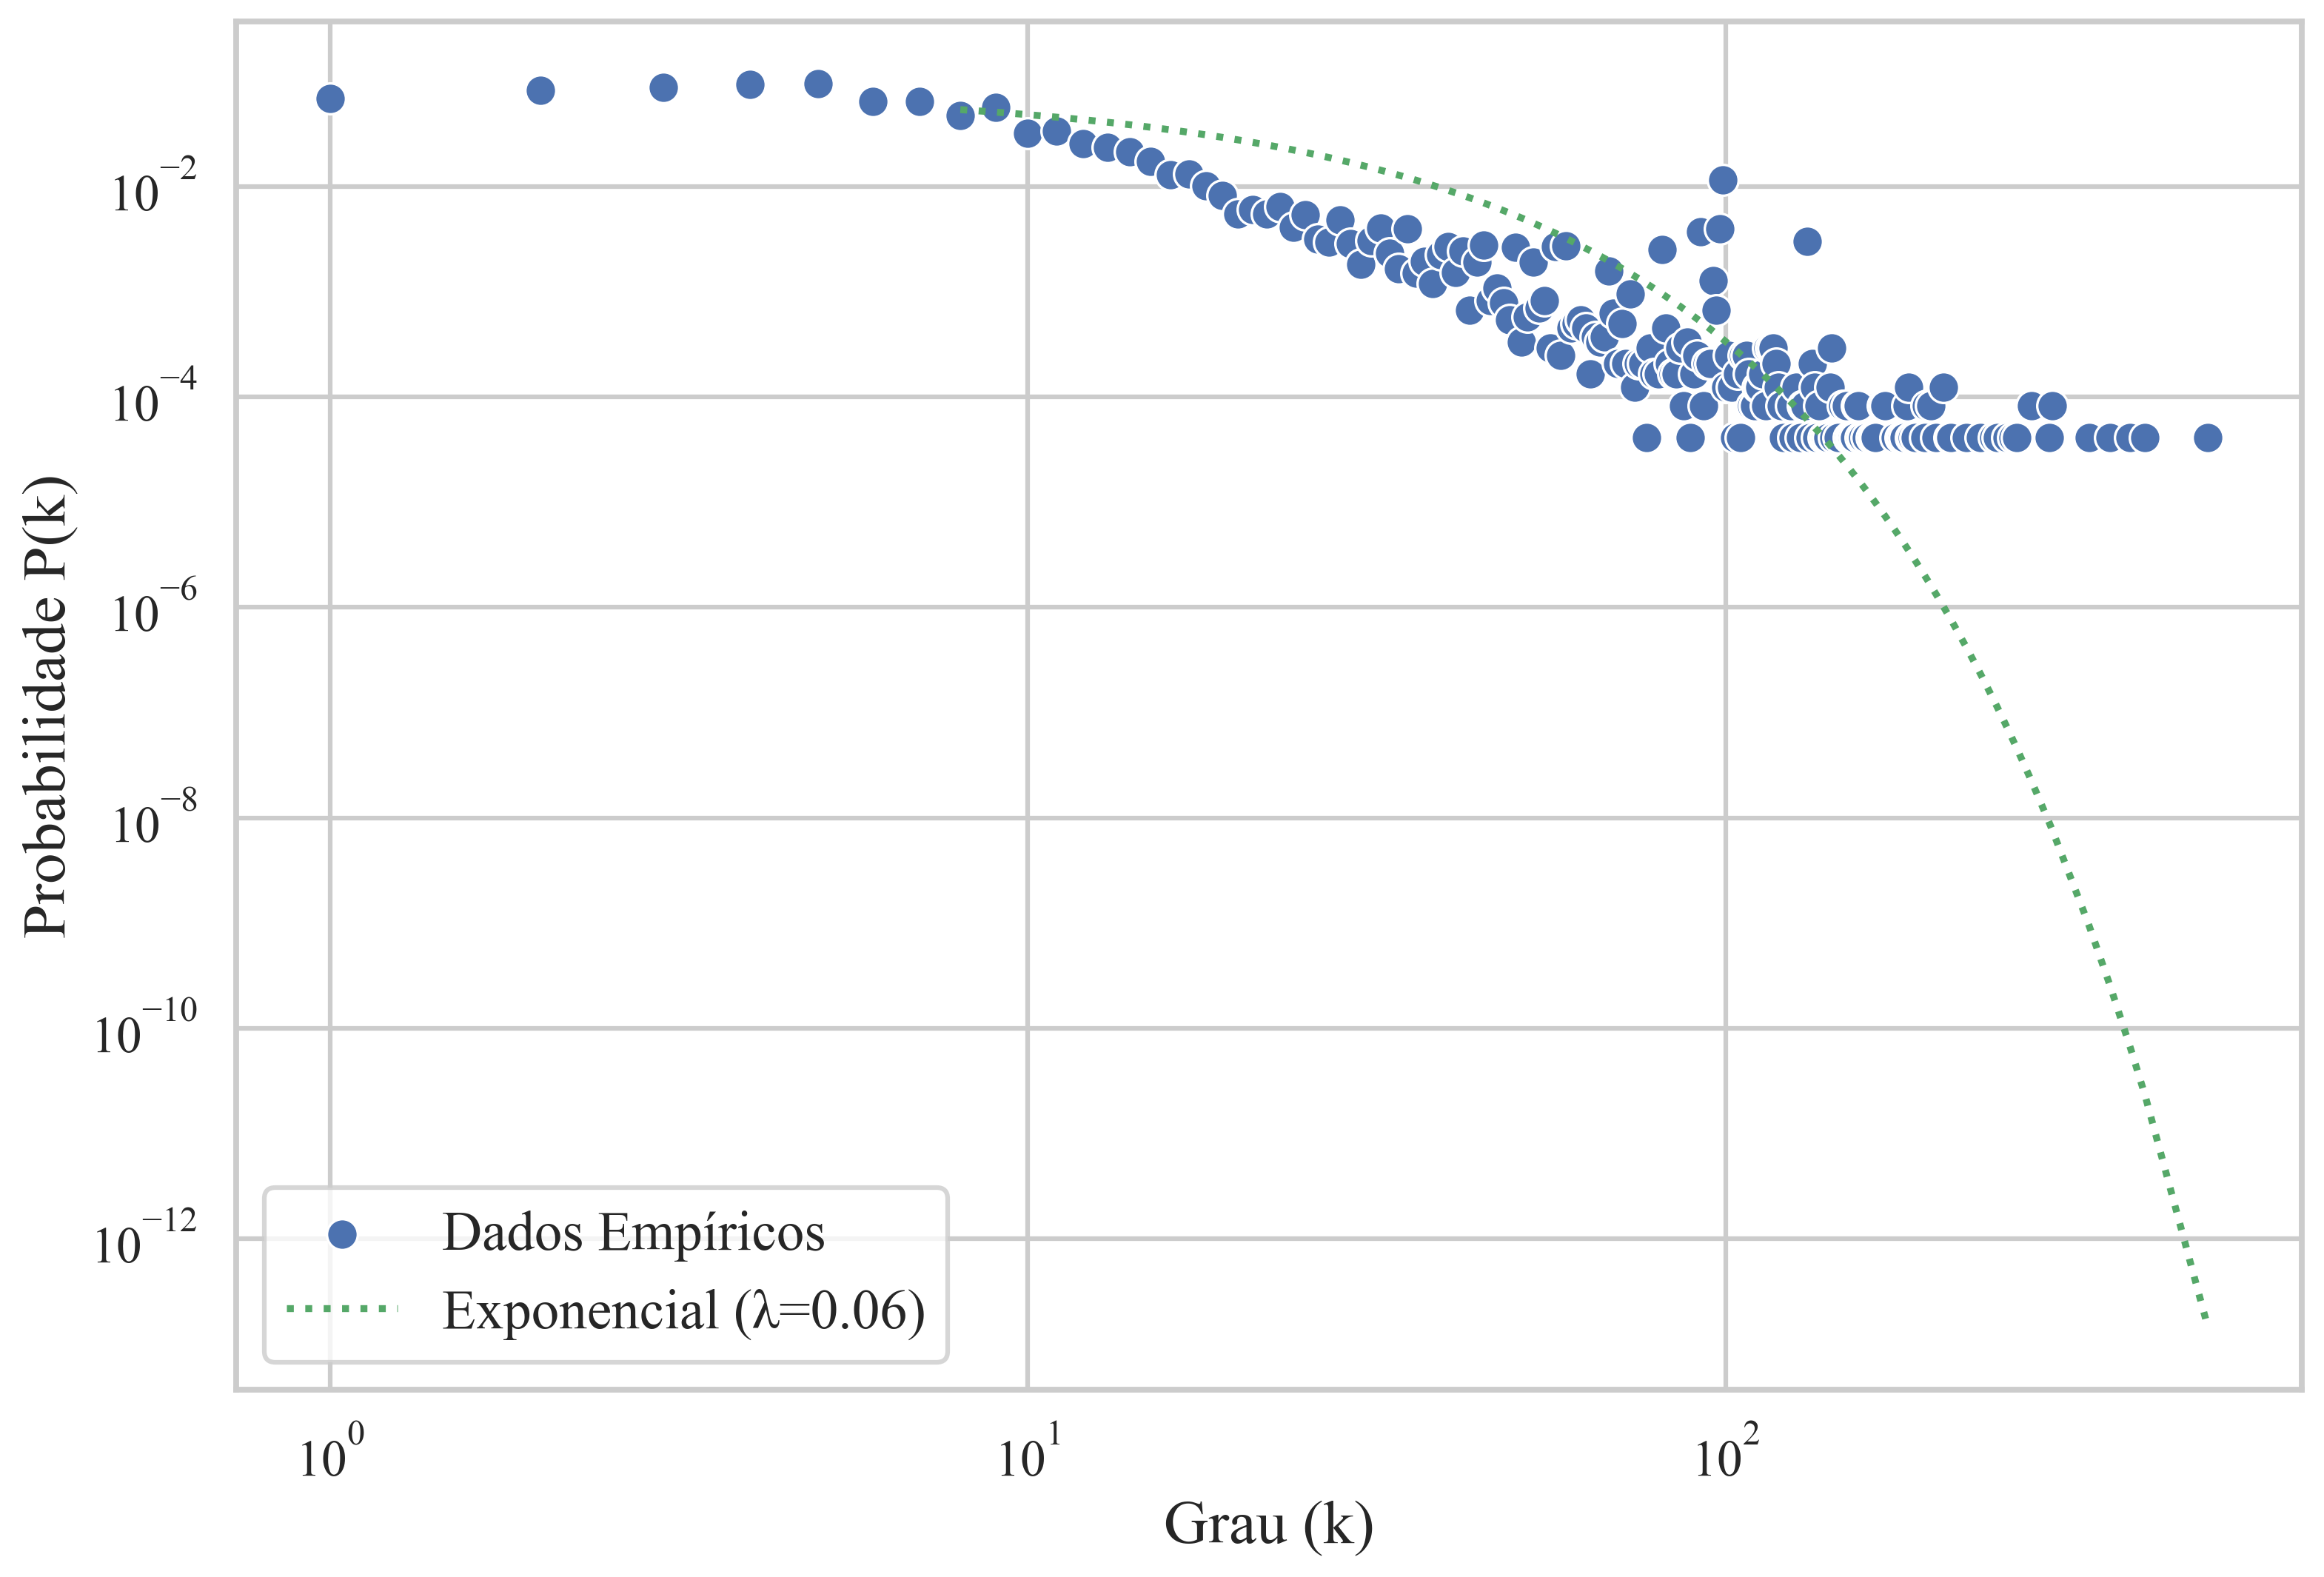 Probabilidade P(k)
10^−2
10^−4
10^−6
10^−8
10^−10
10^−12
Dados Empíricos
Exponencial (λ=0.06)
10^0
10^1
10^2
Grau (k)